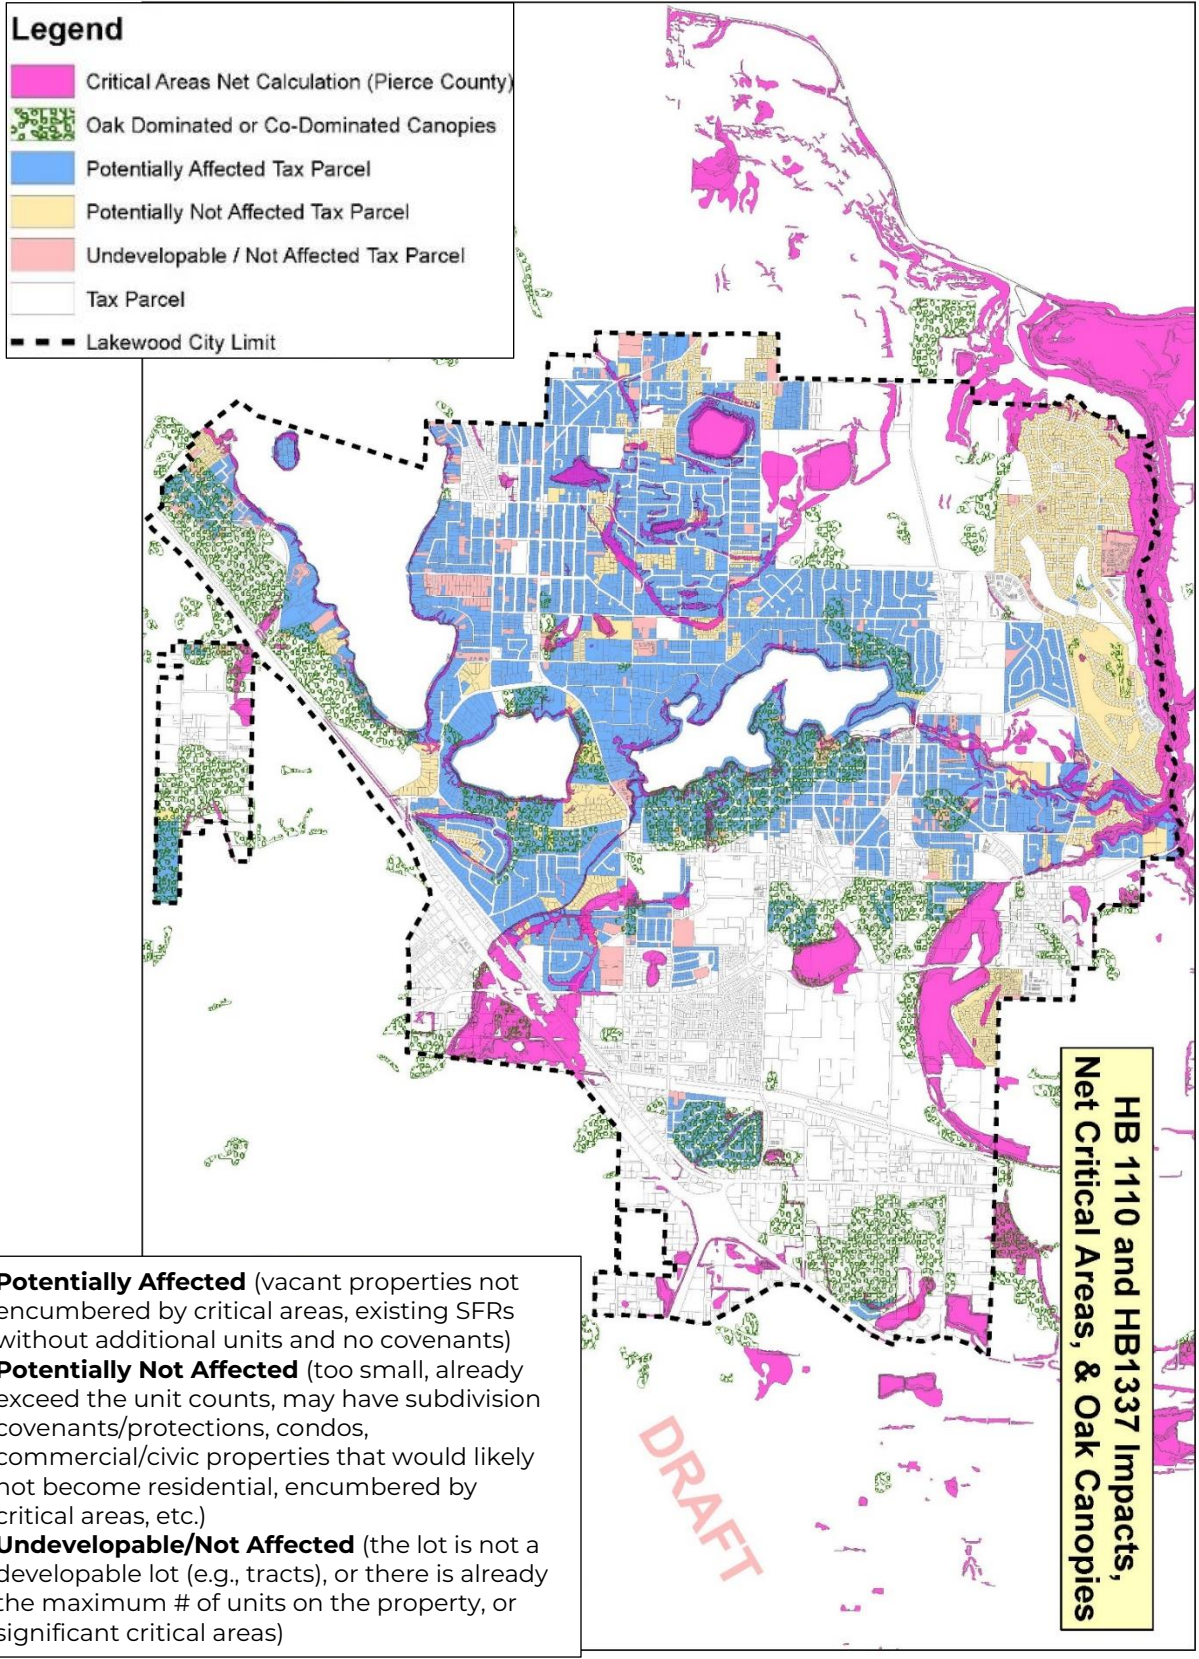 Legend
Critical Areas Net Calculation (Pierce County)
Oak Dominated or Co-Dominated Canopies
Potentially Affected Tax Parcel
Potentially Not Affected Tax Parcel
Undevelopable / Not Affected Tax Parcel
Tax Parcel
Lakewood City Limit
HB 1110 and HB1337 Impacts,
Net Critical Areas, & Oak Canopies
DRAFT
Potentially Affected (vacant properties not
encumbered by critical areas, existing SFRs
without additional units and no covenants)
Potentially Not Affected (too small, already
exceed the unit counts, may have subdivision
covenants/protections, condos,
commercial/civic properties that would likely
not become residential, encumbered by
critical areas, etc.)
Undevelopable/Not Affected (the lot is not a
developable lot (e.g., tracts), or there is already
the maximum # of units on the property, or
significant critical areas)